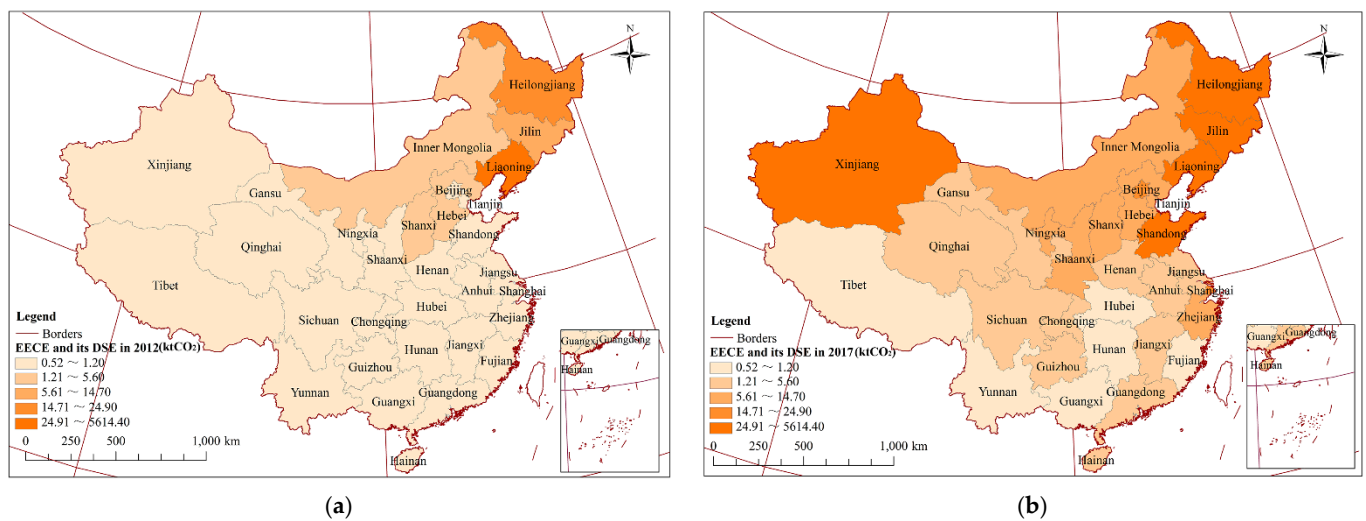 N
Heilongjiang
Jilin
Liaoning
Inner Mongolia
Xinjiang
Gansu
Beijing
Tianjin
Hebei
Shanxi
Shandong
Ningxia
Qinghai
Shaanxi
Henan
Jiangsu
Tibet
Anhui
Shanghai
Hubei
Zhejiang
Sichuan
Chongqing
Hunan
Jiangxi
Fujian
Guizhou
Yunnan
Guangxi
Guangdong
Hainan
Guangxi
Guangdong
Hainan
Legend
Borders
EECE and its DSE in 2012(ktCO₂)
0.52 ～ 1.20
1.21 ～ 5.60
5.61 ～ 14.70
14.71 ～ 24.90
24.91 ～ 5614.40
0 250 500 1,000 km
(a)
N
Heilongjiang
Jilin
Liaoning
Inner Mongolia
Xinjiang
Gansu
Beijing
Tianjin
Hebei
Shanxi
Shandong
Ningxia
Qinghai
Shaanxi
Henan
Jiangsu
Tibet
Anhui
Shanghai
Hubei
Zhejiang
Sichuan
Chongqing
Hunan
Jiangxi
Fujian
Guizhou
Yunnan
Guangxi
Guangdong
Hainan
Guangxi
Guangdong
Hainan
Legend
Borders
EECE and its DSE in 2017(ktCO₂)
0.52 ～ 1.20
1.21 ～ 5.60
5.61 ～ 14.70
14.71 ～ 24.90
24.91 ～ 5614.40
0 250 500 1,000 km
(b)